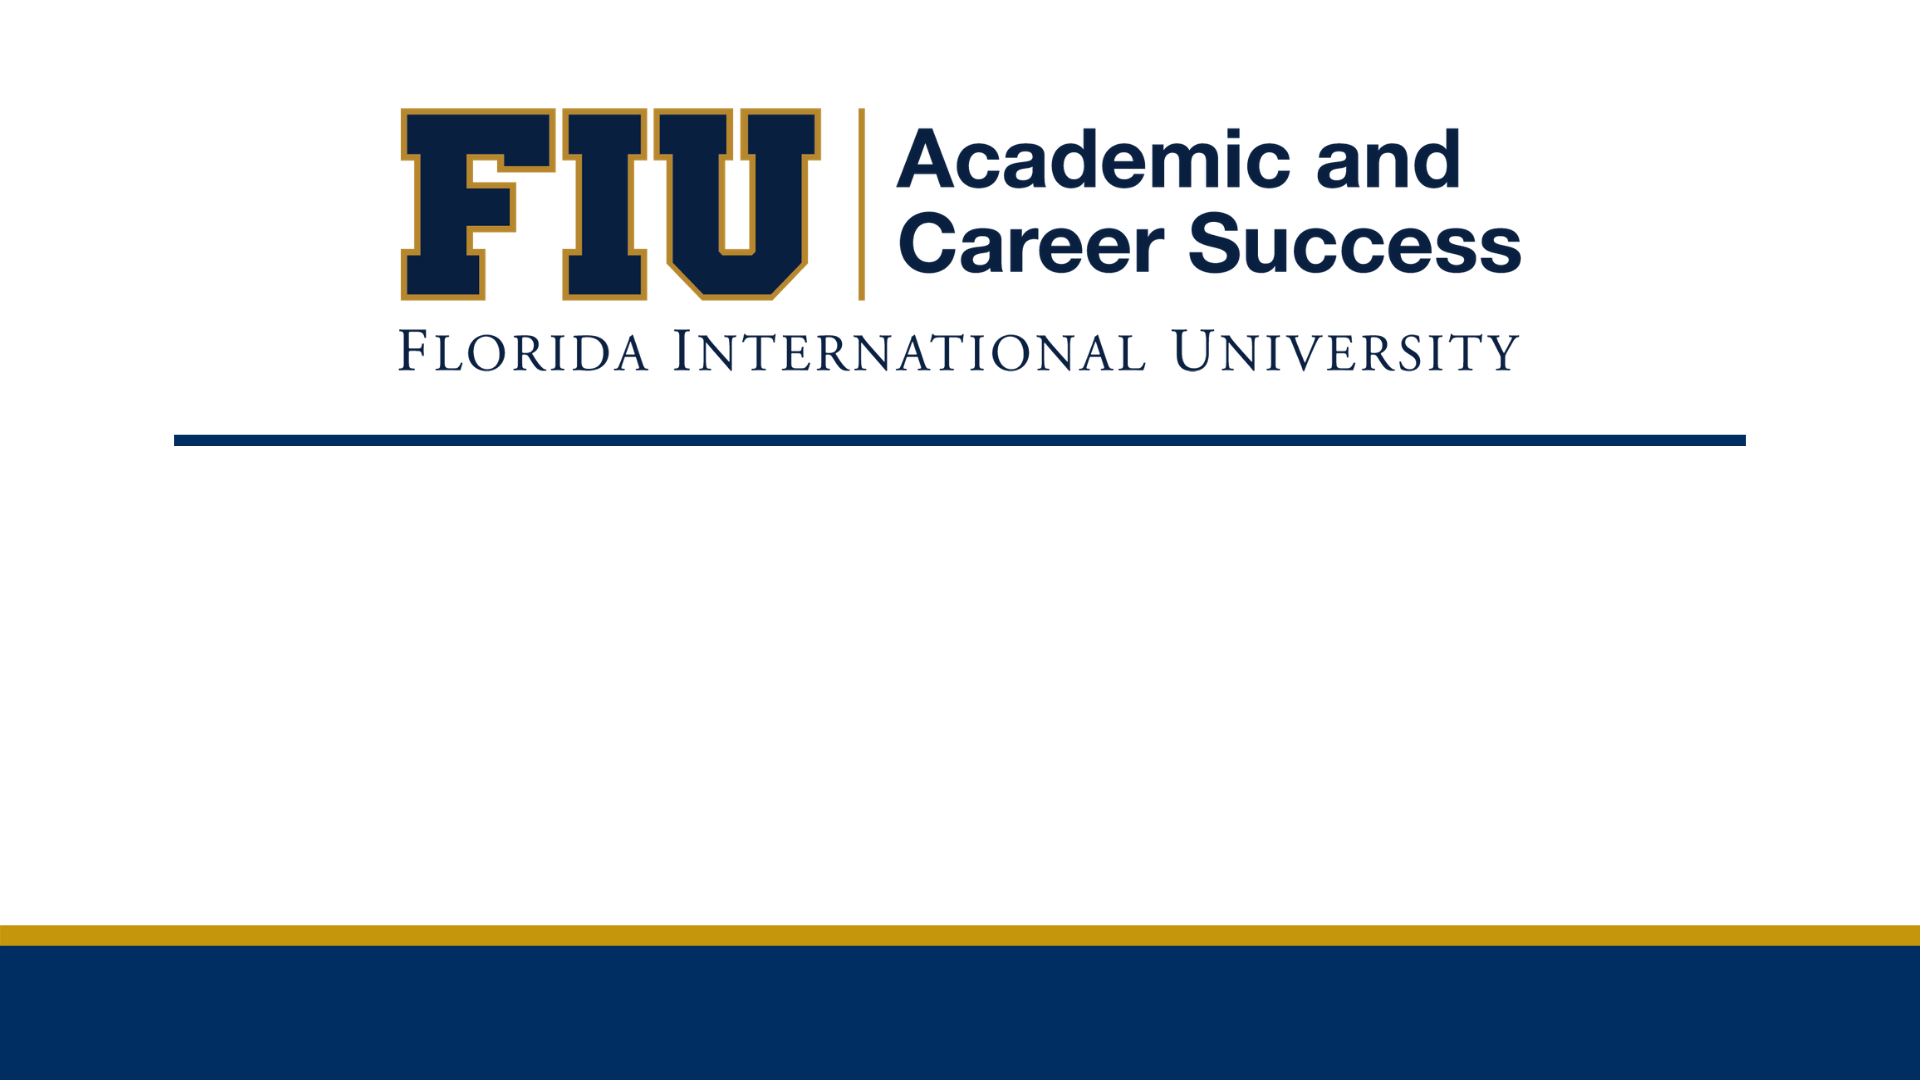 FIU
Academic and
Career Success
FLORIDA INTERNATIONAL UNIVERSITY